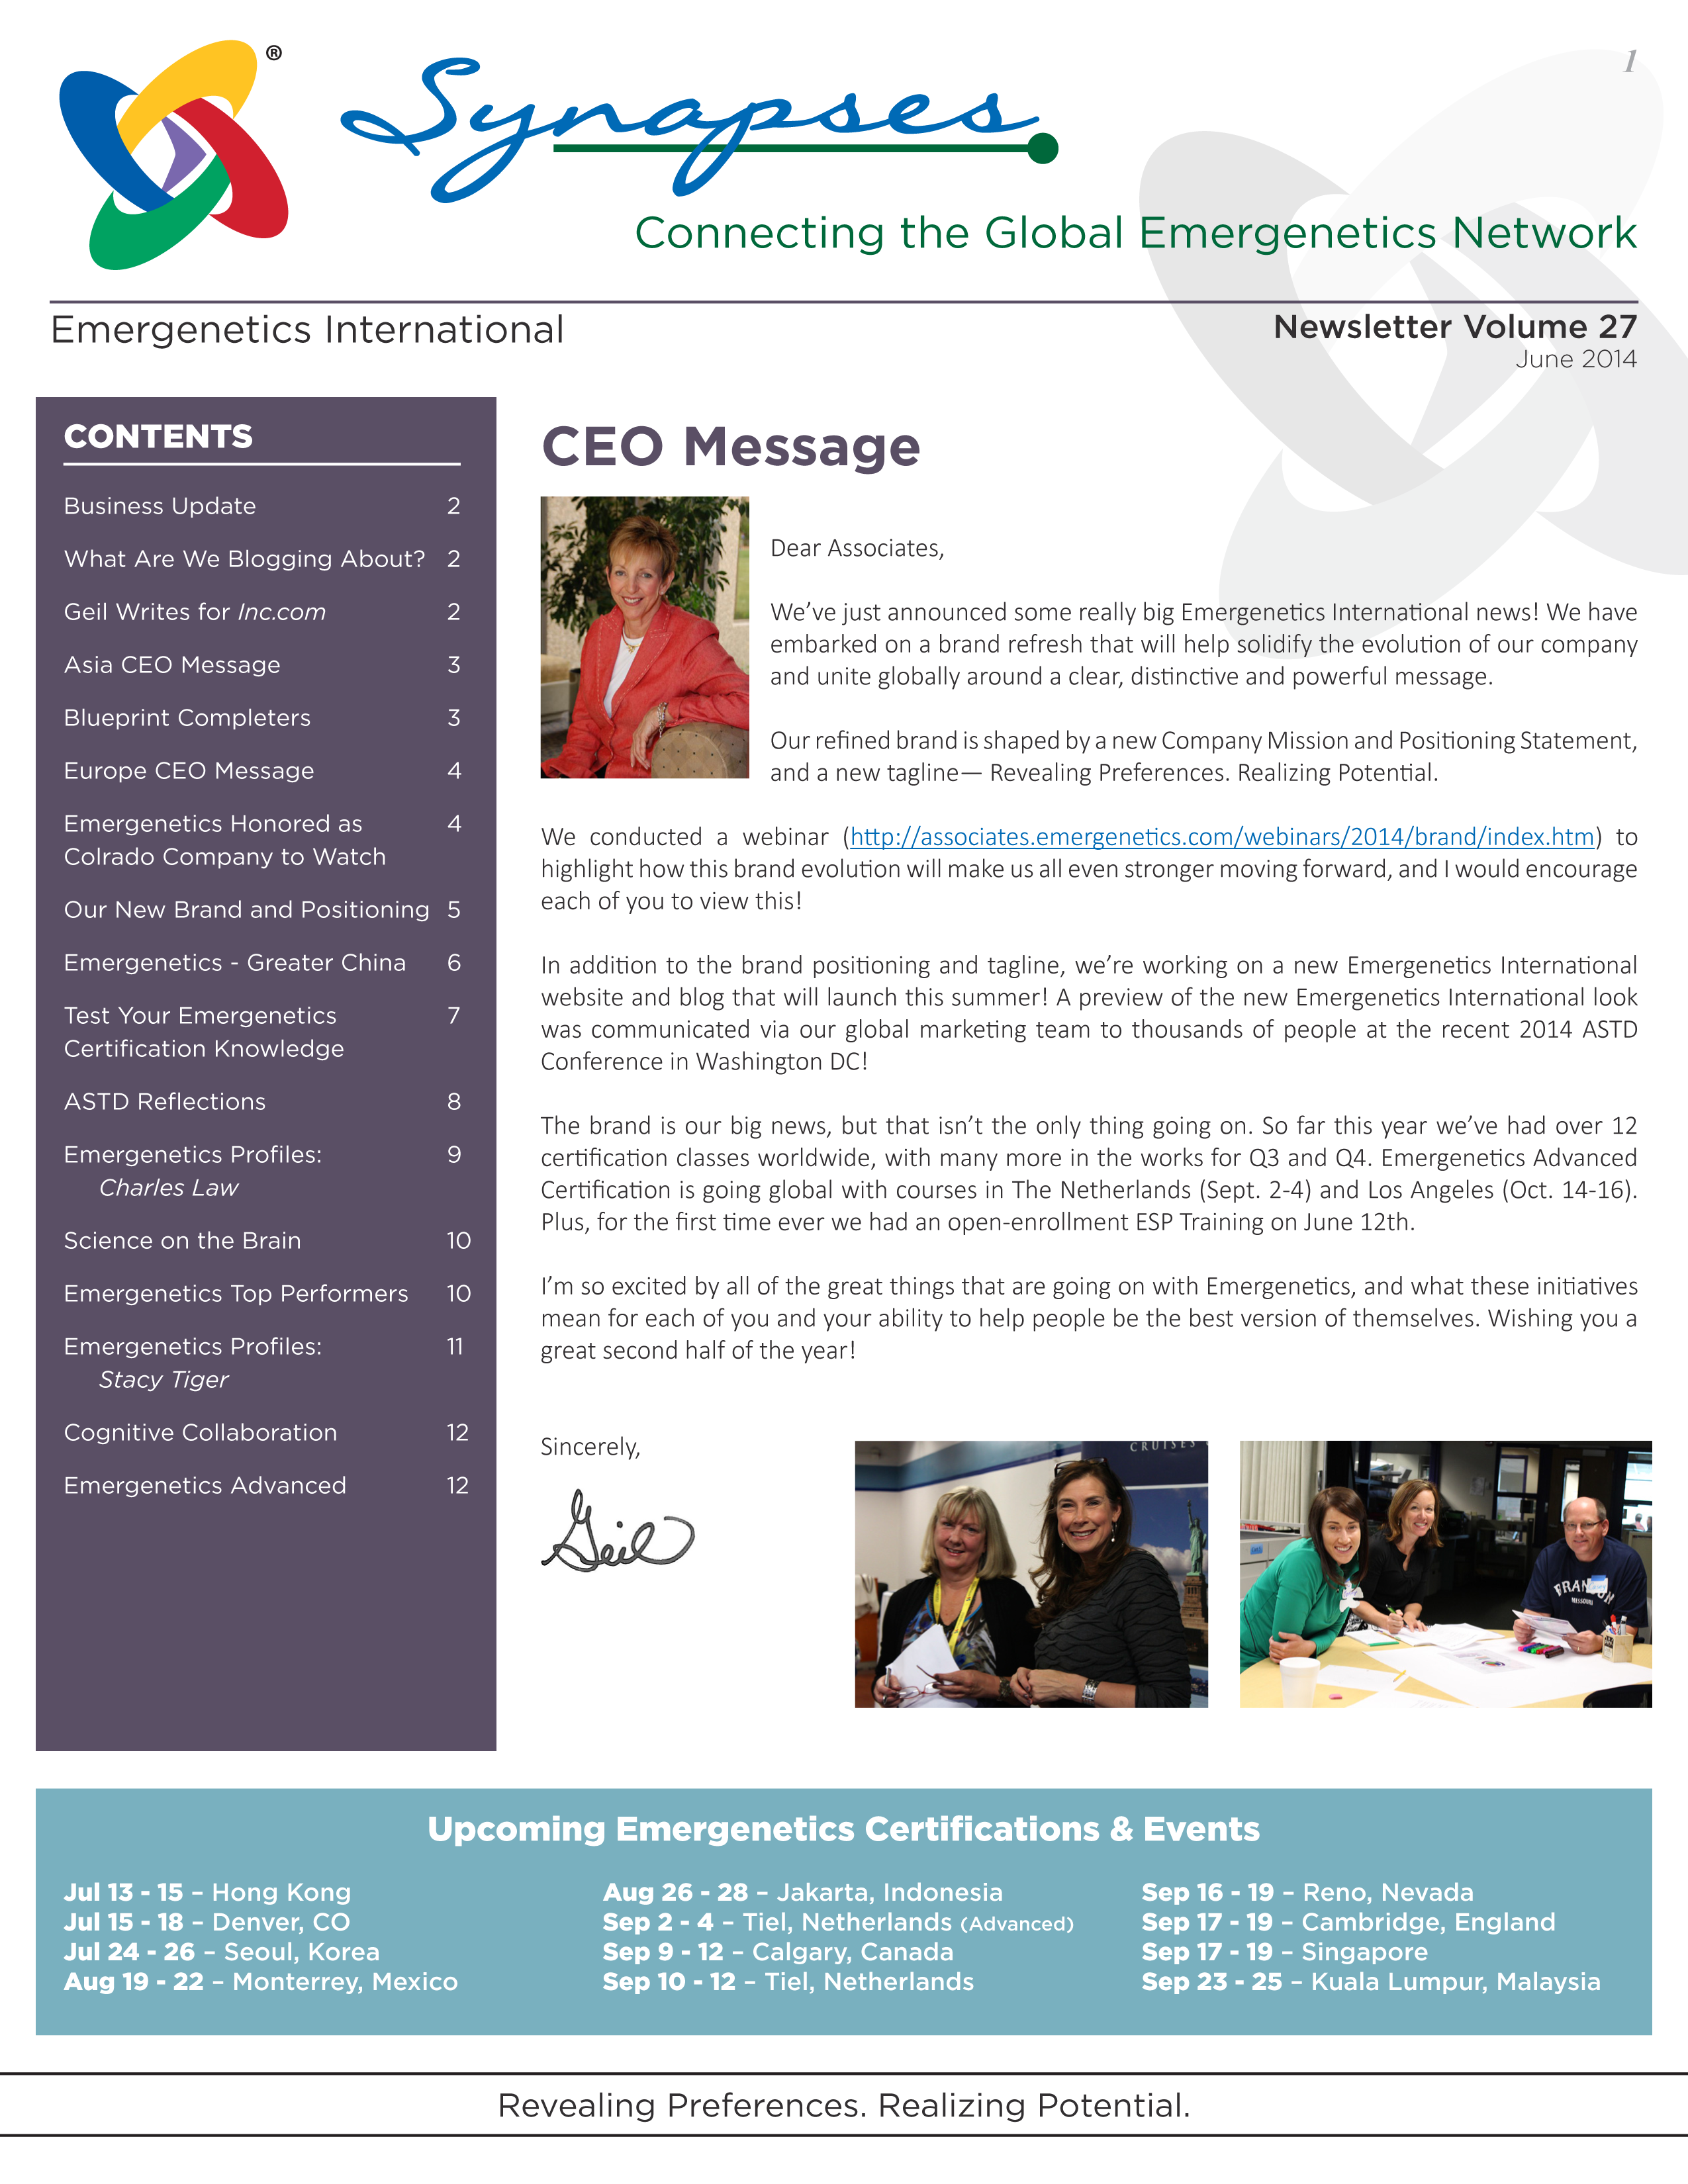 ®
Synapses
1
Connecting the Global Emergenetics Network
Emergenetics International
Newsletter Volume 27
June 2014
CONTENTS
Business Update 2
What Are We Blogging About? 2
Geil Writes for Inc.com 2
Asia CEO Message 3
Blueprint Completers 3
Europe CEO Message 4
Emergenetics Honored as 4
Colrado Company to Watch
Our New Brand and Positioning 5
Emergenetics - Greater China 6
Test Your Emergenetics 7
Certification Knowledge
ASTD Reflections 8
Emergenetics Profiles: 9
Charles Law
Science on the Brain 10
Emergenetics Top Performers 10
Emergenetics Profiles: 11
Stacy Tiger
Cognitive Collaboration 12
Emergenetics Advanced 12
CEO Message
Dear Associates,
We’ve just announced some really big Emergenetics International news! We have
embarked on a brand refresh that will help solidify the evolution of our company
and unite globally around a clear, distinctive and powerful message.
Our refined brand is shaped by a new Company Mission and Positioning Statement,
and a new tagline— Revealing Preferences. Realizing Potential.
We conducted a webinar (http://associates.emergenetics.com/webinars/2014/brand/index.htm) to
highlight how this brand evolution will make us all even stronger moving forward, and I would encourage
each of you to view this!
In addition to the brand positioning and tagline, we’re working on a new Emergenetics International
website and blog that will launch this summer! A preview of the new Emergenetics International look
was communicated via our global marketing team to thousands of people at the recent 2014 ASTD
Conference in Washington DC!
The brand is our big news, but that isn’t the only thing going on. So far this year we’ve had over 12
certification classes worldwide, with many more in the works for Q3 and Q4. Emergenetics Advanced
Certification is going global with courses in The Netherlands (Sept. 2-4) and Los Angeles (Oct. 14-16).
Plus, for the first time ever we had an open-enrollment ESP Training on June 12th.
I’m so excited by all of the great things that are going on with Emergenetics, and what these initiatives
mean for each of you and your ability to help people be the best version of themselves. Wishing you a
great second half of the year!
Sincerely,
Geil
CRUISES
MISSOURI
Upcoming Emergenetics Certifications & Events
Jul 13 - 15 – Hong Kong
Jul 15 - 18 – Denver, CO
Jul 24 - 26 – Seoul, Korea
Aug 19 - 22 – Monterrey, Mexico
Aug 26 - 28 – Jakarta, Indonesia
Sep 2 - 4 – Tiel, Netherlands (Advanced)
Sep 9 - 12 – Calgary, Canada
Sep 10 - 12 – Tiel, Netherlands
Sep 16 - 19 – Reno, Nevada
Sep 17 - 19 – Cambridge, England
Sep 17 - 19 – Singapore
Sep 23 - 25 – Kuala Lumpur, Malaysia
Revealing Preferences. Realizing Potential.